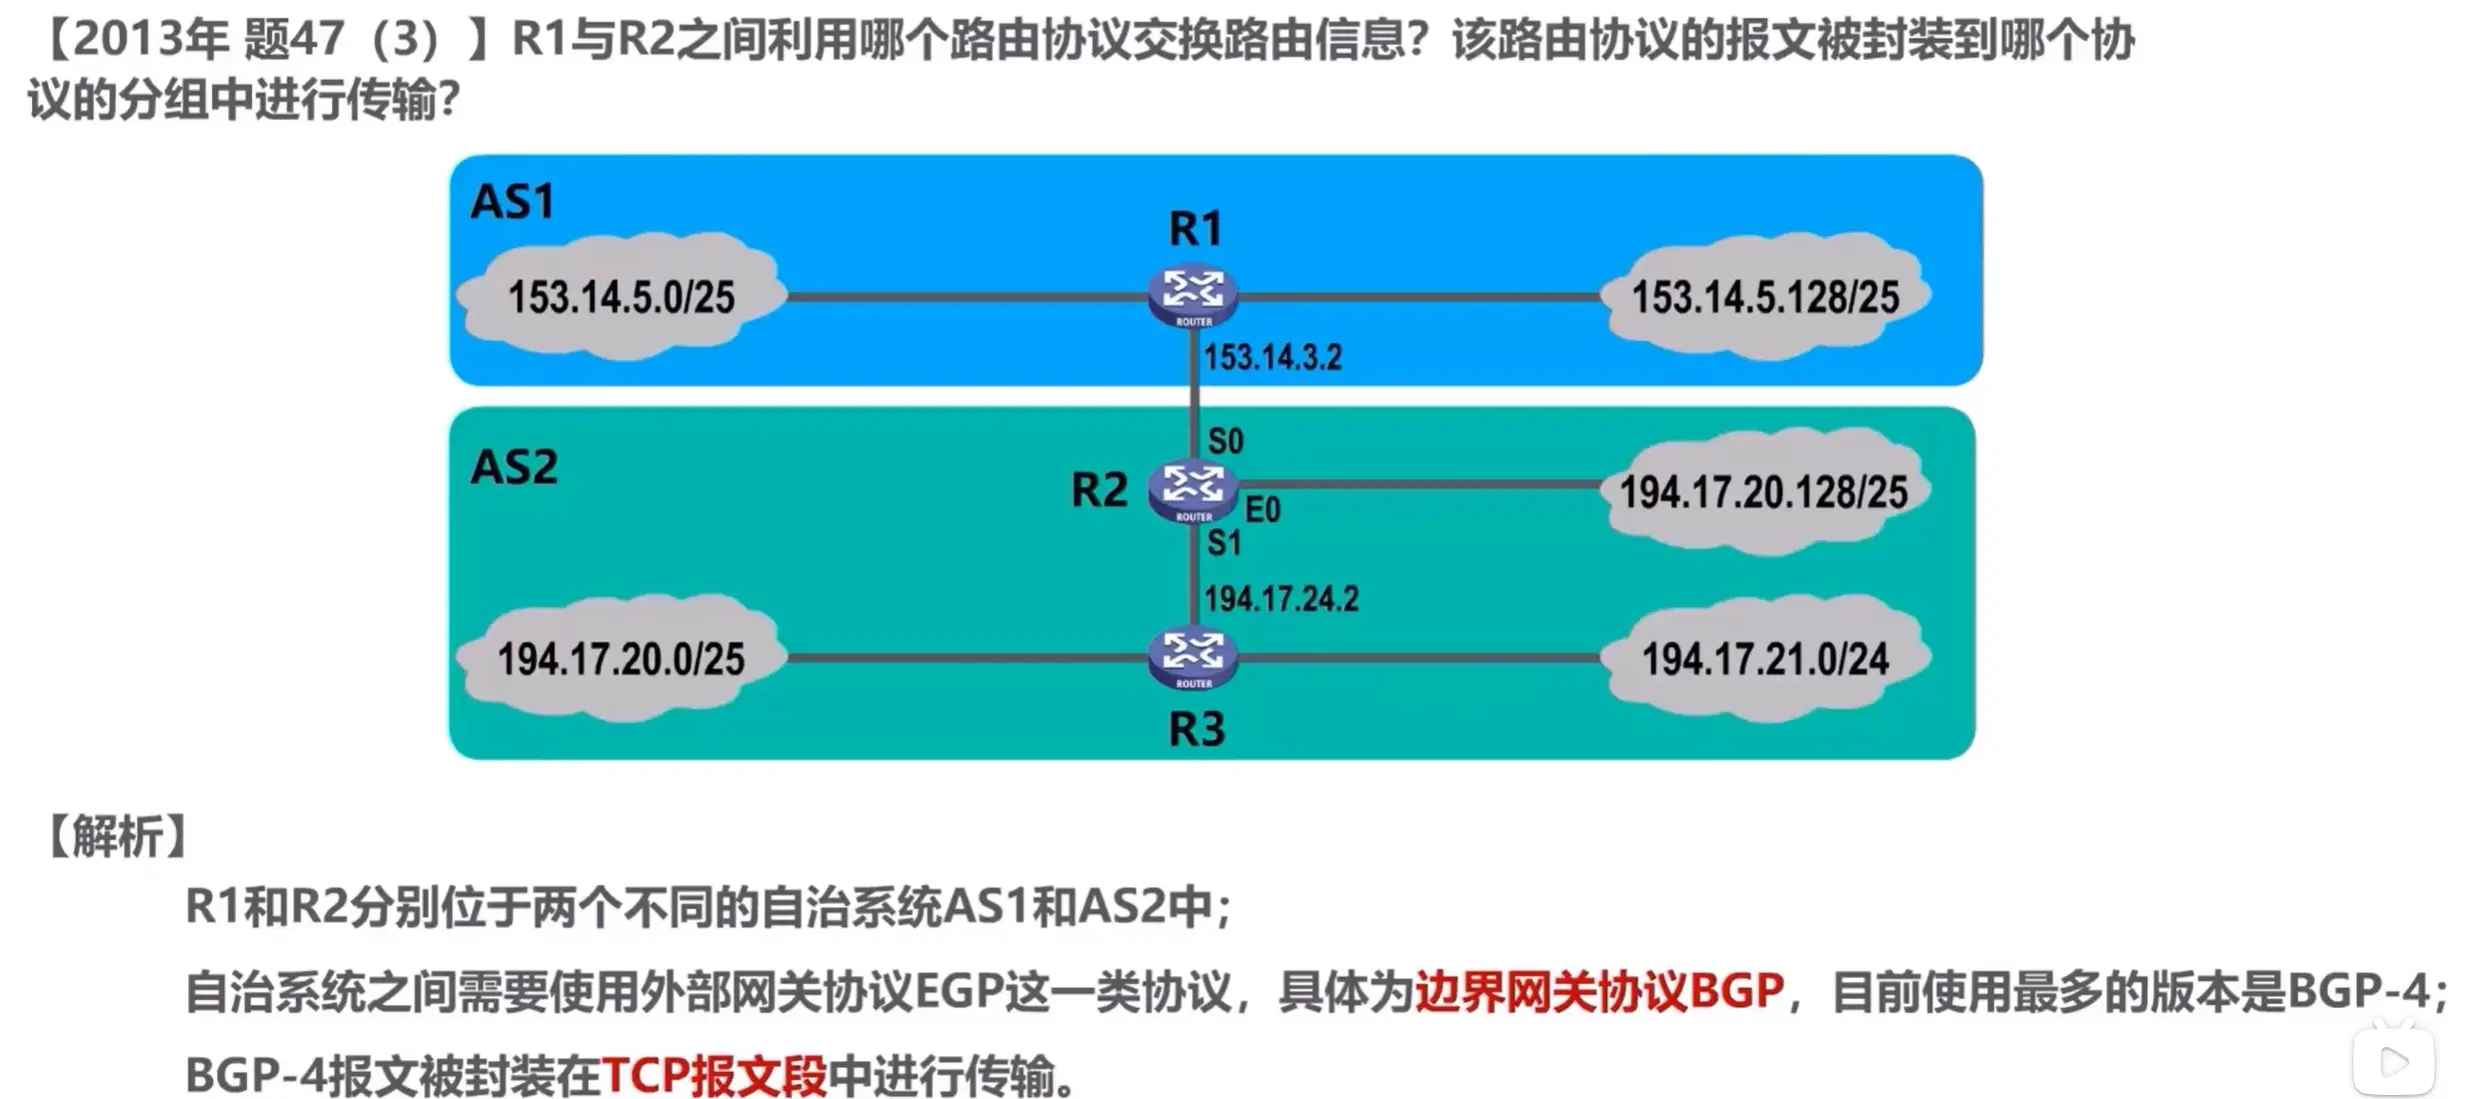 【2013年 题47（3）】R1与R2之间利用哪个路由协议交换路由信息？该路由协议的报文被封装到哪个协
议的分组中进行传输？
AS1
R1
153.14.5.0/25
ROUTER
153.14.5.128/25
153.14.3.2
AS2
S0
R2
ROUTER
E0
194.17.20.128/25
S1
194.17.24.2
194.17.20.0/25
ROUTER
194.17.21.0/24
R3
【解析】
R1和R2分别位于两个不同的自治系统AS1和AS2中；
自治系统之间需要使用外部网关协议EGP这一类协议，具体为边界网关协议BGP，目前使用最多的版本是BGP-4；
BGP-4报文被封装在TCP报文段中进行传输。